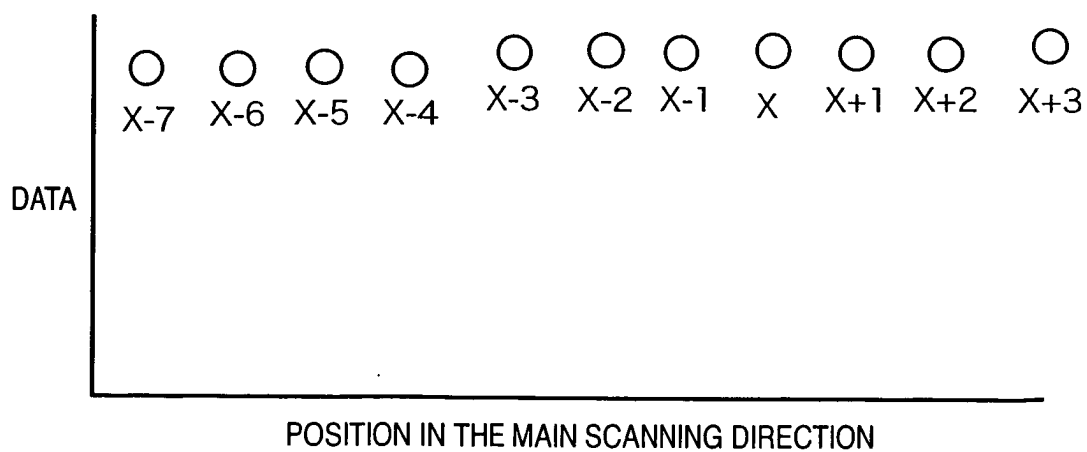 X-7 X-6 X-5 X-4 X-3 X-2 X-1 X X+1 X+2 X+3
DATA
POSITION IN THE MAIN SCANNING DIRECTION